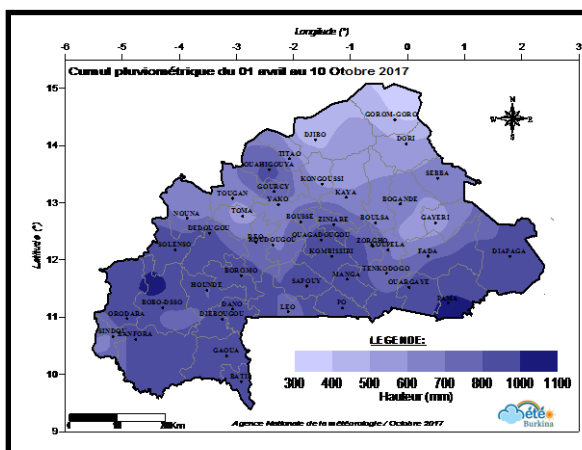 Longitude (°)
-6 -5 -4 -3 -2 -1 0 1 2 3
Cumul pluviométrique du 01 avril au 10 Otobre 2017
15
GOROM-GORO
N
W E
S
DJIBO
DORI
14
TITAO
OUAHIGOUYA
KONGOUSSI
SEBBA
GOURCY
TOUGAN
YAKO
KAYA
BOGANDE
13
NOUNA
TOMA
BOUSSE
ZINIARE
BOULSA
GAYERI
DEDOUGOU
REO
KOUDOUGOU
OUAGADOUGOU
ZORGHO
KOUPELA
SOLENSO
KOMBISSIRI
FADA
DIAPAGA
Latitude (°)
12
BOROMO
TENKODOGO
HOUNDE
SAPOUY
MANGA
OUARGAYE
BOBO-DSSO
DANO
LEO
PO
PAMA
ORODARA
DIEBOUGOU
11
SINDOU
BANFORA
GAOUA
LEGENDE:
BATIE
10
300 400 500 600 700 800 1000 1100
Hauteur (mm)
été
Burkina
Agence Nationale de la météorologie / Octobre 2017
9